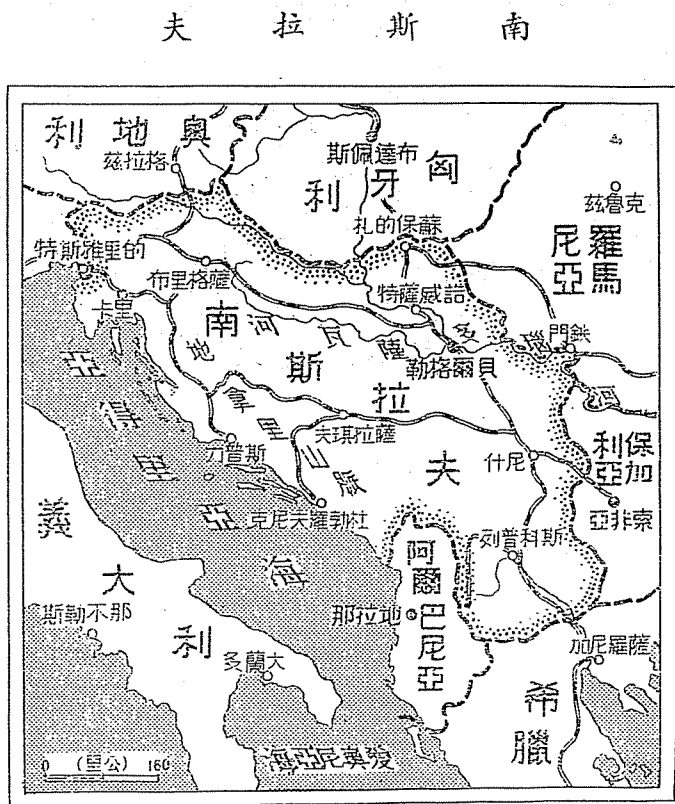 南斯拉夫
奧地利
格拉茲
匈牙利
布達佩斯
克魯茲
羅馬尼亞
蘇保的札
的里雅斯特
薩格里布
諾威薩特
里卡
南斯拉夫
薩瓦河
多瑙河
鐵門
貝爾格勒
地拿里山脈
薩拉琪夫
斯普力
尼什
保加利亞
索非亞
亞得里亞海
杜勃羅夫尼克
斯科普列
義大利
阿爾巴尼亞
地拉那
那不勒斯
大蘭多
薩羅尼加
希臘
愛奧尼亞海
0 (公里) 160